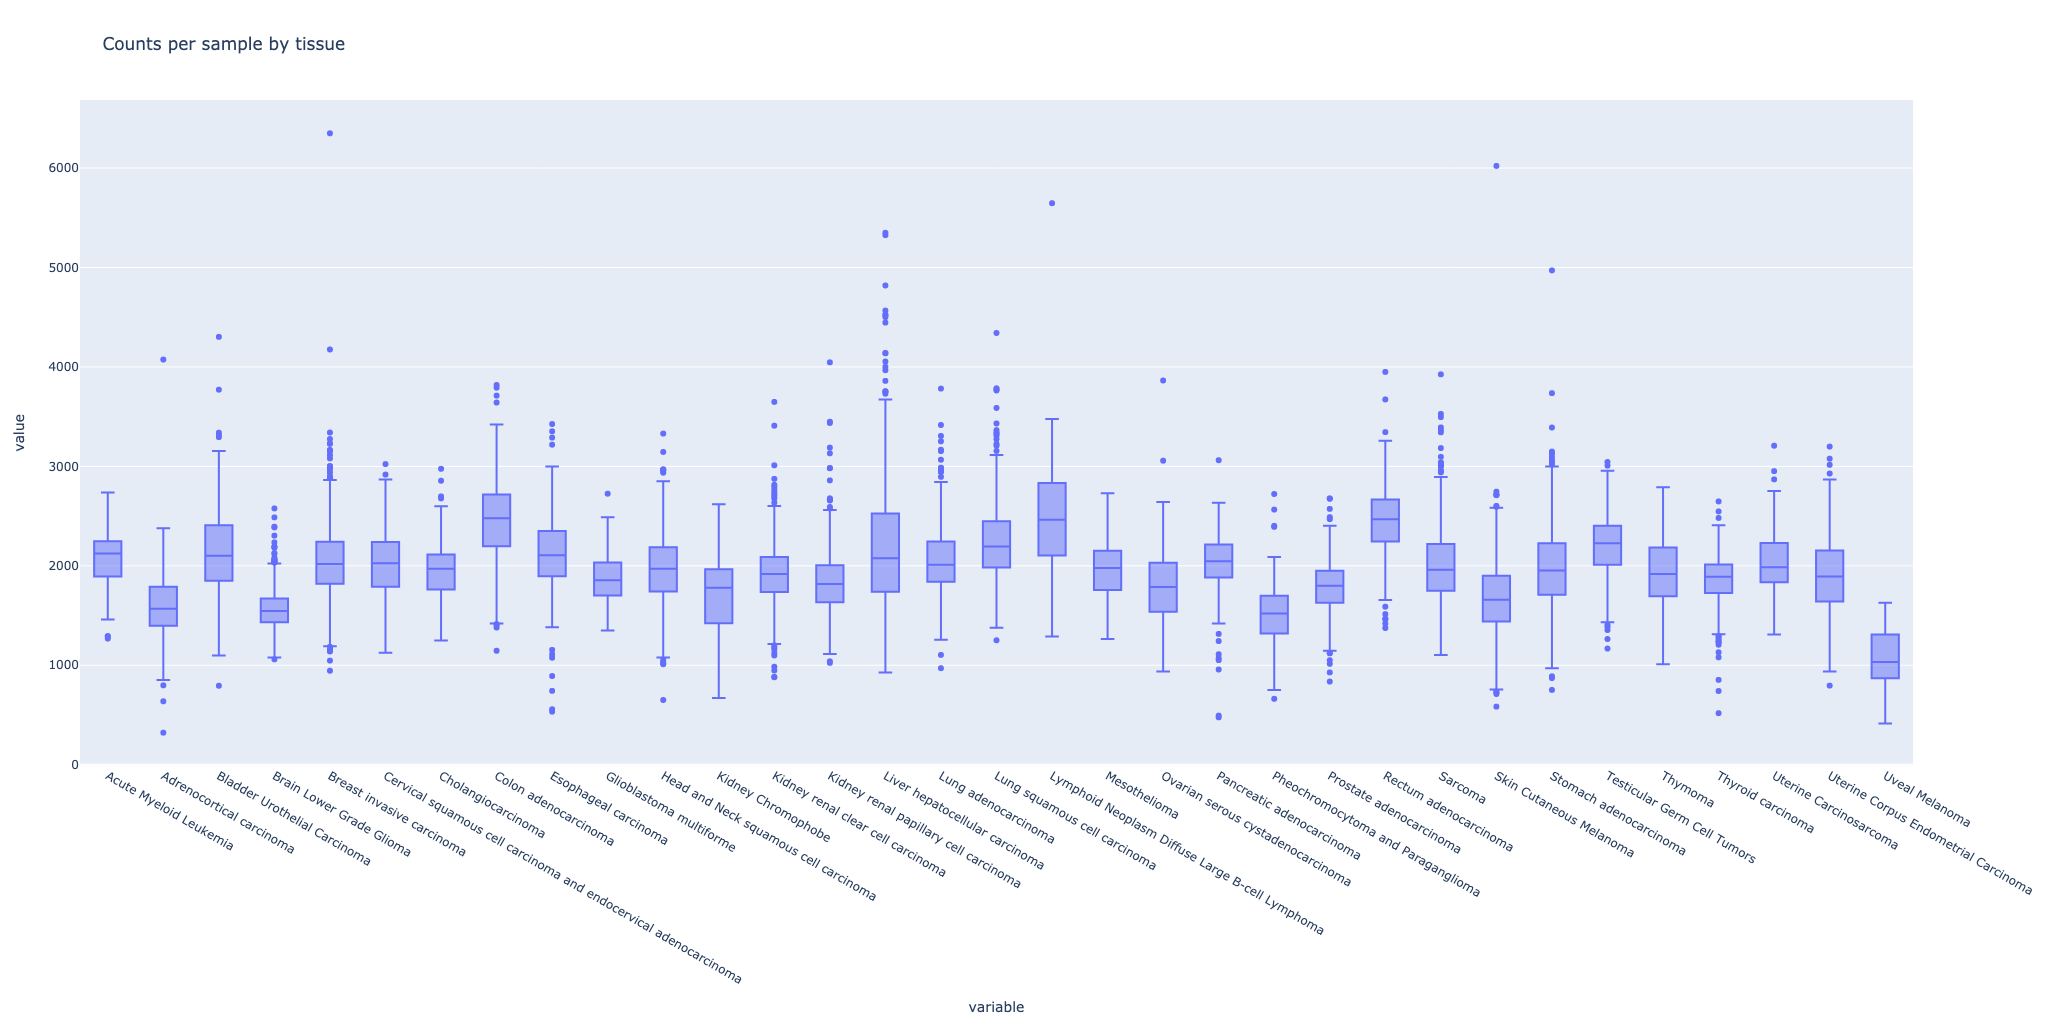 Counts per sample by tissue
value
6000
5000
4000
3000
2000
1000
0
Acute Myeloid Leukemia
Adrenocortical carcinoma
Bladder Urothelial Carcinoma
Brain Lower Grade Glioma
Breast invasive carcinoma
Cervical squamous cell carcinoma and endocervical adenocarcinoma
Cholangiocarcinoma
Colon adenocarcinoma
Esophageal carcinoma
Glioblastoma multiforme
Head and Neck squamous cell carcinoma
Kidney Chromophobe
Kidney renal clear cell carcinoma
Kidney renal papillary cell carcinoma
Liver hepatocellular carcinoma
Lung adenocarcinoma
Lung squamous cell carcinoma
Lymphoid Neoplasm Diffuse Large B-cell Lymphoma
Mesothelioma
Ovarian serous cystadenocarcinoma
Pancreatic adenocarcinoma
Pheochromocytoma and Paraganglioma
Prostate adenocarcinoma
Rectum adenocarcinoma
Sarcoma
Skin Cutaneous Melanoma
Stomach adenocarcinoma
Testicular Germ Cell Tumors
Thymoma
Thyroid carcinoma
Uterine Carcinosarcoma
Uterine Corpus Endometrial Carcinoma
Uveal Melanoma
variable